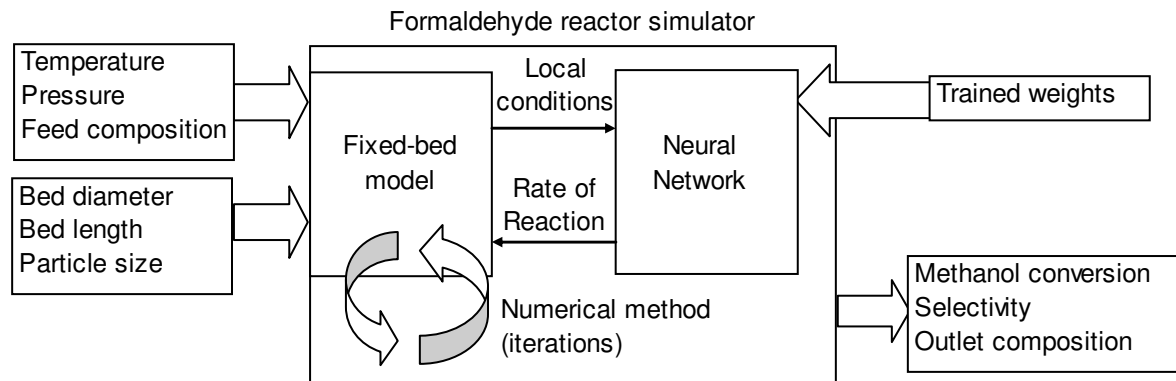 Formaldehyde reactor simulator
Temperature
Pressure
Feed composition
Bed diameter
Bed length
Particle size
Fixed-bed
model
Local
conditions
Rate of
Reaction
Neural
Network
Numerical method
(iterations)
Trained weights
Methanol conversion
Selectivity
Outlet composition